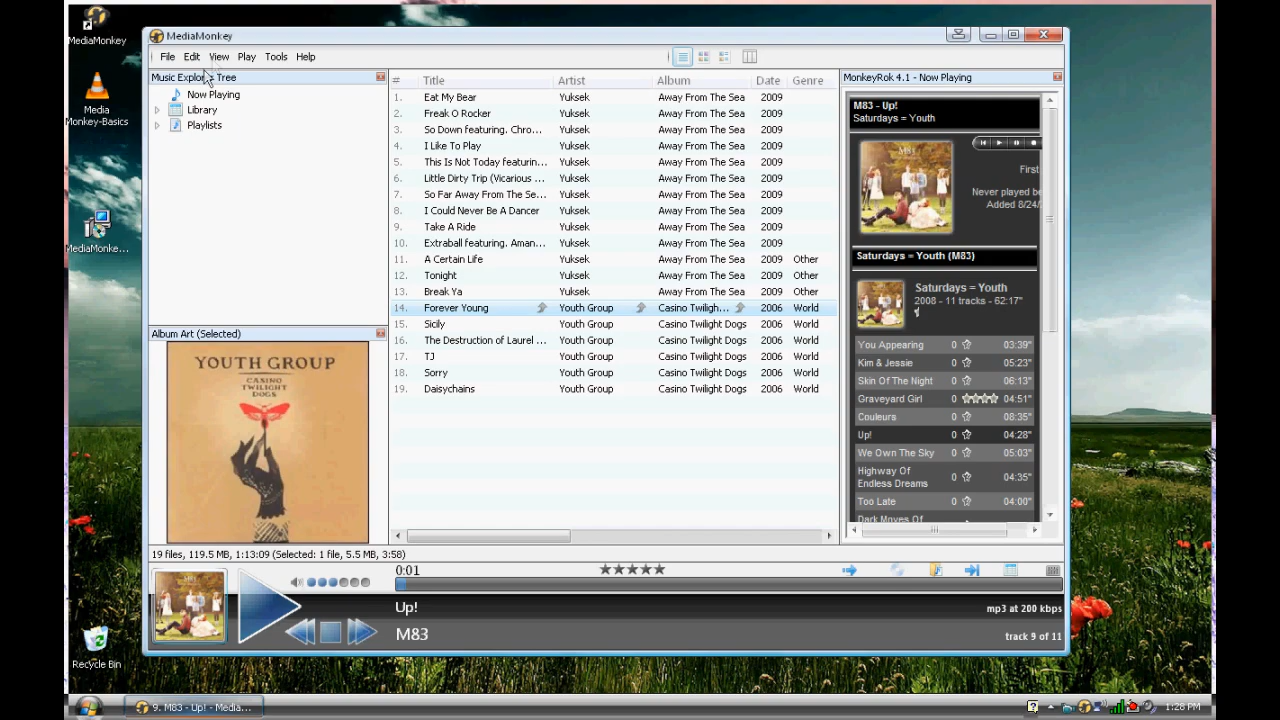 MediaMonkey
MediaMonkey
File Edit View Play Tools Help
Media
Monkey-Basics
MediaMonke...
Recycle Bin
Music Explorer Tree
Now Playing
Library
Playlists
Album Art (Selected)
YOUTH GROUP
CASINO
TWILIGHT
DOGS
# Title Artist Album Date Genre
1. Eat My Bear Yuksek Away From The Sea 2009
2. Freak O Rocker Yuksek Away From The Sea 2009
3. So Down featuring. Chro... Yuksek Away From The Sea 2009
4. I Like To Play Yuksek Away From The Sea 2009
5. This Is Not Today featurin... Yuksek Away From The Sea 2009
6. Little Dirty Trip (Vicarious ... Yuksek Away From The Sea 2009
7. So Far Away From The Se... Yuksek Away From The Sea 2009
8. I Could Never Be A Dancer Yuksek Away From The Sea 2009
9. Take A Ride Yuksek Away From The Sea 2009
10. Extraball featuring. Aman... Yuksek Away From The Sea 2009
11. A Certain Life Yuksek Away From The Sea 2009 Other
12. Tonight Yuksek Away From The Sea 2009 Other
13. Break Ya Yuksek Away From The Sea 2009 Other
14. Forever Young Youth Group Casino Twiligh... 2006 World
15. Sicily Youth Group Casino Twilight Dogs 2006 World
16. The Destruction of Laurel ... Youth Group Casino Twilight Dogs 2006 World
17. TJ Youth Group Casino Twilight Dogs 2006 World
18. Sorry Youth Group Casino Twilight Dogs 2006 World
19. Daisychains Youth Group Casino Twilight Dogs 2006 World
MonkeyRok 4.1 - Now Playing
M83 - Up!
Saturdays = Youth
M83
First
Never played be
Added 8/24/
Saturdays = Youth (M83)
Saturdays = Youth
2008 - 11 tracks - 62:17"
You Appearing 0 03:39"
Kim & Jessie 0 05:23"
Skin Of The Night 0 06:13"
Graveyard Girl 0 04:51"
Couleurs 0 08:35"
Up! 0 04:28"
We Own The Sky 0 05:03"
Highway Of
Endless Dreams 0 04:35"
Too Late 0 04:00"
Dark Moves Of
19 files, 119.5 MB, 1:13:09 (Selected: 1 file, 5.5 MB, 3:58)
0:01
Up!
mp3 at 200 kbps
M83
track 9 of 11
9. M83 - Up! - Media...
1:28 PM